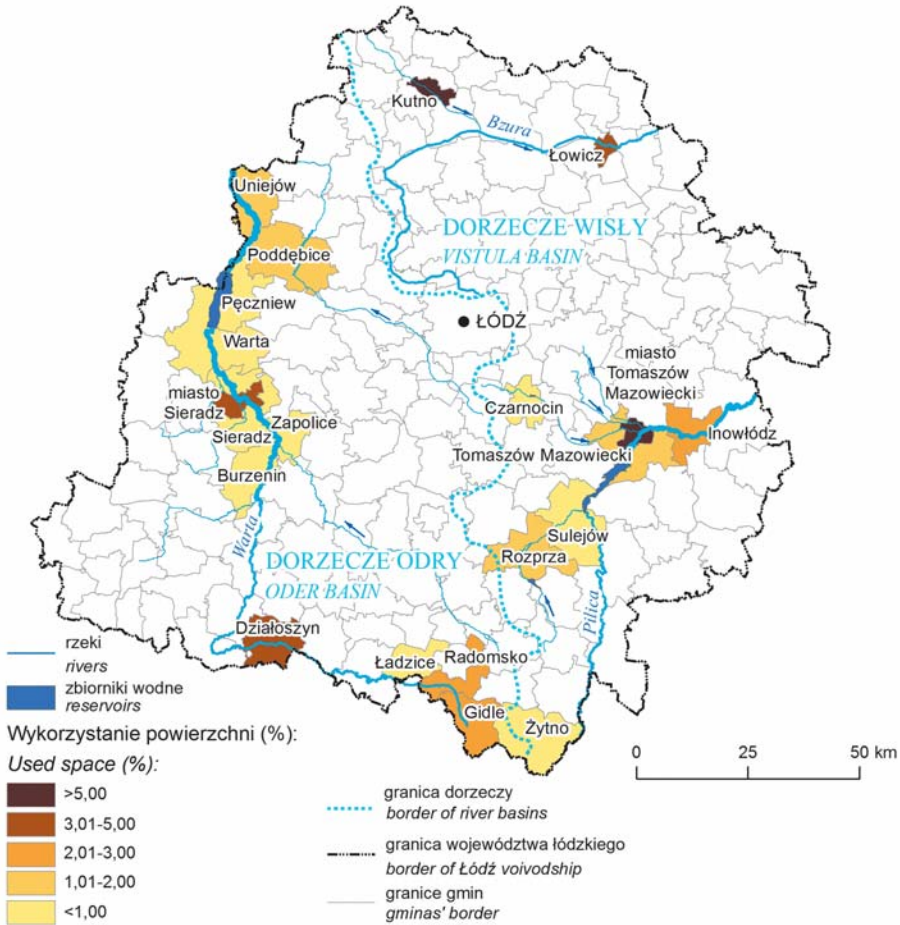 Kutno
Bzura
Łowicz
Uniejów
DORZECZE WISŁY
VISTULA BASIN
Poddębice
Pęczniew
ŁÓDŹ
Warta
miasto
Tomaszów
Mazowiecki
miasto
Sieradz
Czarnocin
Zapolice
Sieradz
Inowłódz
Tomaszów Mazowiecki
Burzenin
Sulejów
Warta
Rozprza
DORZECZE ODRY
ODER BASIN
Pilica
Działoszyn
Ładzice
Radomsko
Gidle
Żytno
rzeki
rivers
zbiorniki wodne
reservoirs
Wykorzystanie powierzchni (%):
Used space (%):
>5,00
3,01-5,00
2,01-3,00
1,01-2,00
<1,00
0 25 50 km
granica dorzeczy
border of river basins
granica województwa łódzkiego
border of Łódź voivodship
granice gmin
gminas' border